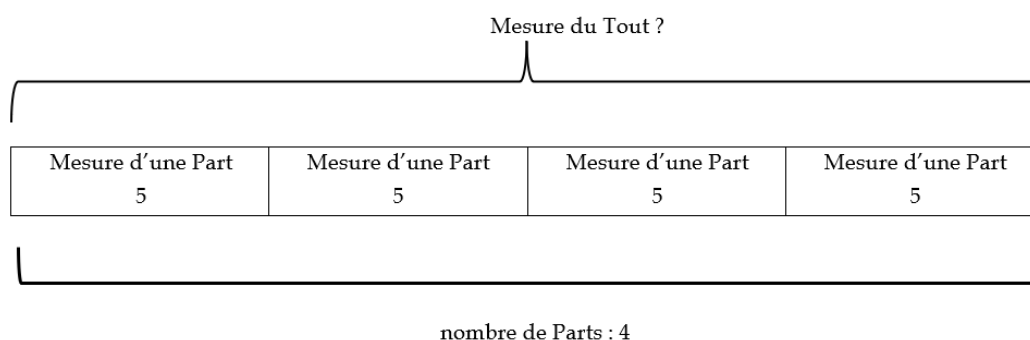 Mesure du Tout ?
Mesure d’une Part Mesure d’une Part Mesure d’une Part Mesure d’une Part
5 5 5 5
nombre de Parts : 4